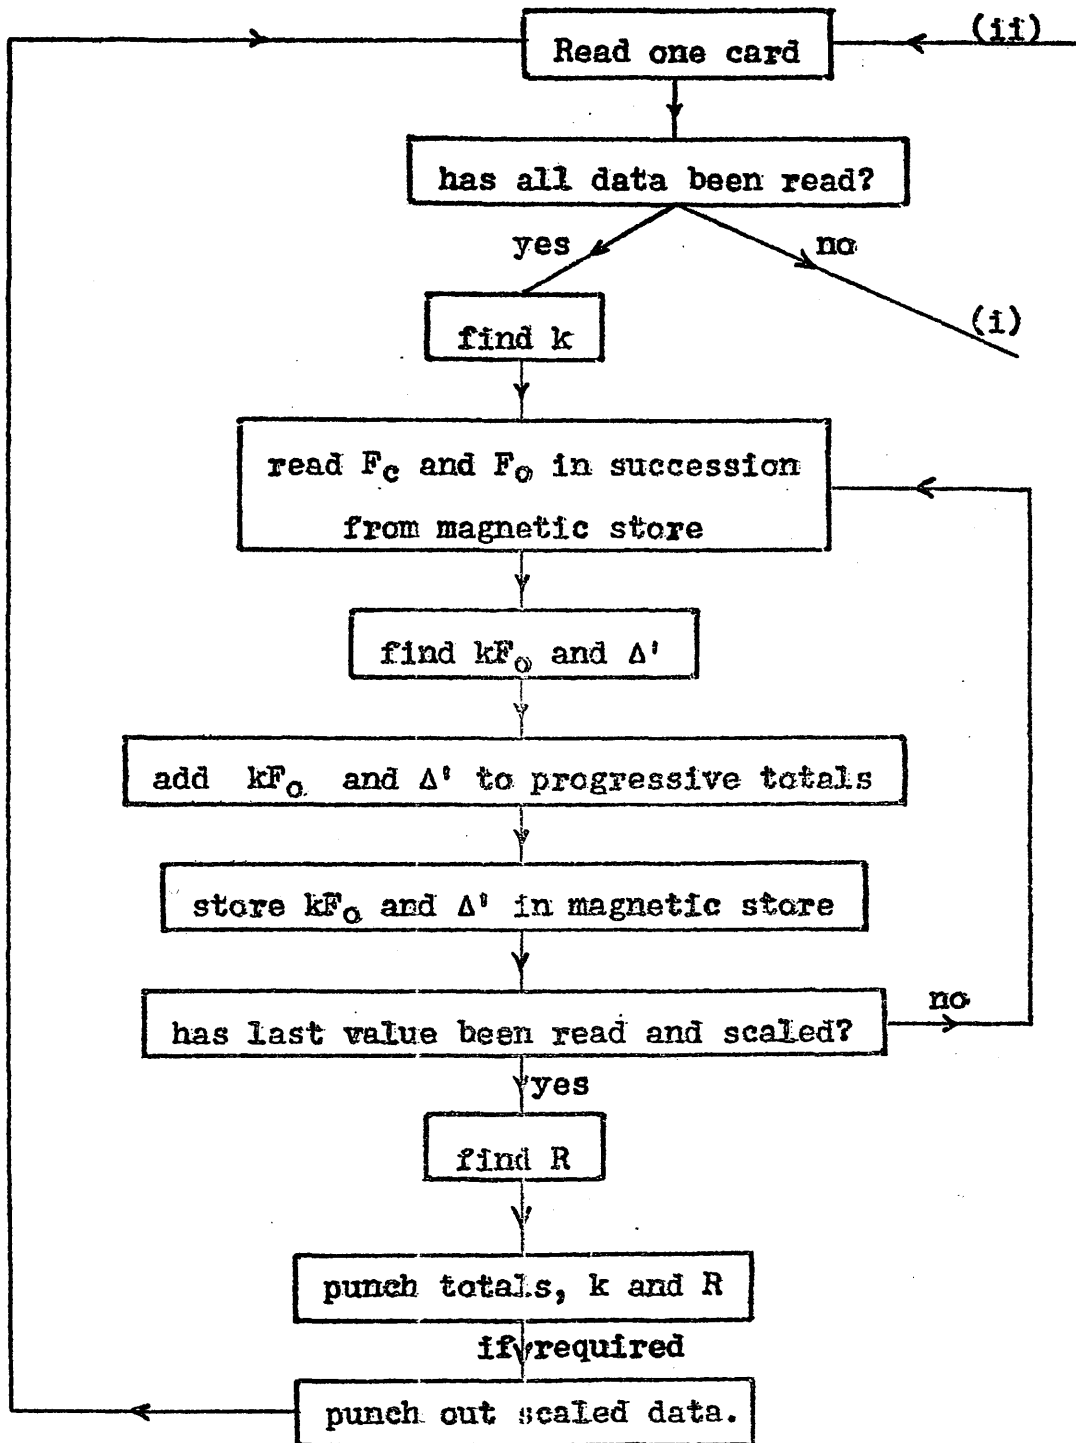 (ii)
Read one card
has all data been read?
yes
no
(i)
find k
read Fc and Fo in succession
from magnetic store
find kFo and Δ'
add kFo and Δ' to progressive totals
store kFo and Δ' in magnetic store
has last value been read and scaled?
no
yes
find R
punch totals, k and R
if required
punch out scaled data.